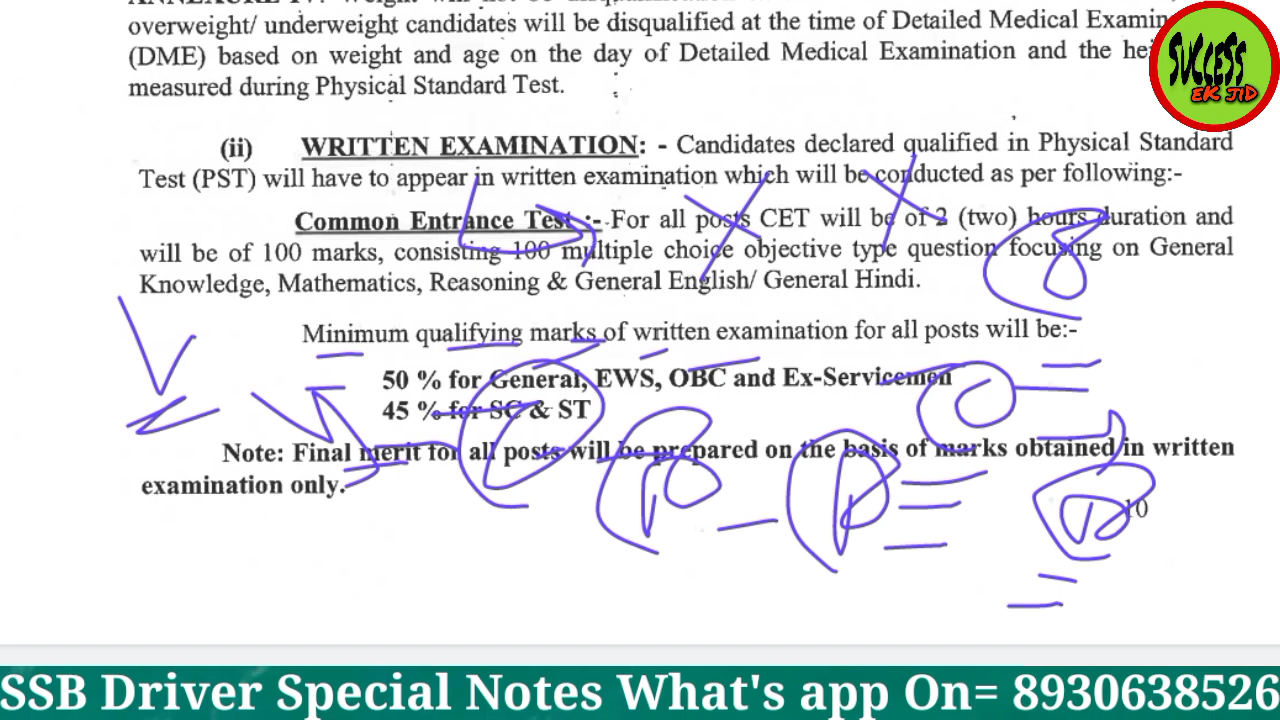 overweight/ underweight candidates will be disqualified at the time of Detailed Medical
(DME) based on weight and age on the day of Detailed Medical Examination and the
measured during Physical Standard Test.
SUCCESS
EK JID
(ii) WRITTEN EXAMINATION: - Candidates declared qualified in Physical Standard
Test (PST) will have to appear in written examination which will be conducted as per following:-
Common Entrance Test :- For all posts CET will be of 2 (two) hours duration and
will be of 100 marks, consisting 100 multiple choice objective type question focusing on General
Knowledge, Mathematics, Reasoning & General English/ General Hindi.
Minimum qualifying marks of written examination for all posts will be:-
50 % for General, EWS, OBC and Ex-Servicemen
45 % for SC & ST
Note: Final merit for all posts will be prepared on the basis of marks obtained in written
examination only.
10
SSB Driver Special Notes What's app On= 8930638526